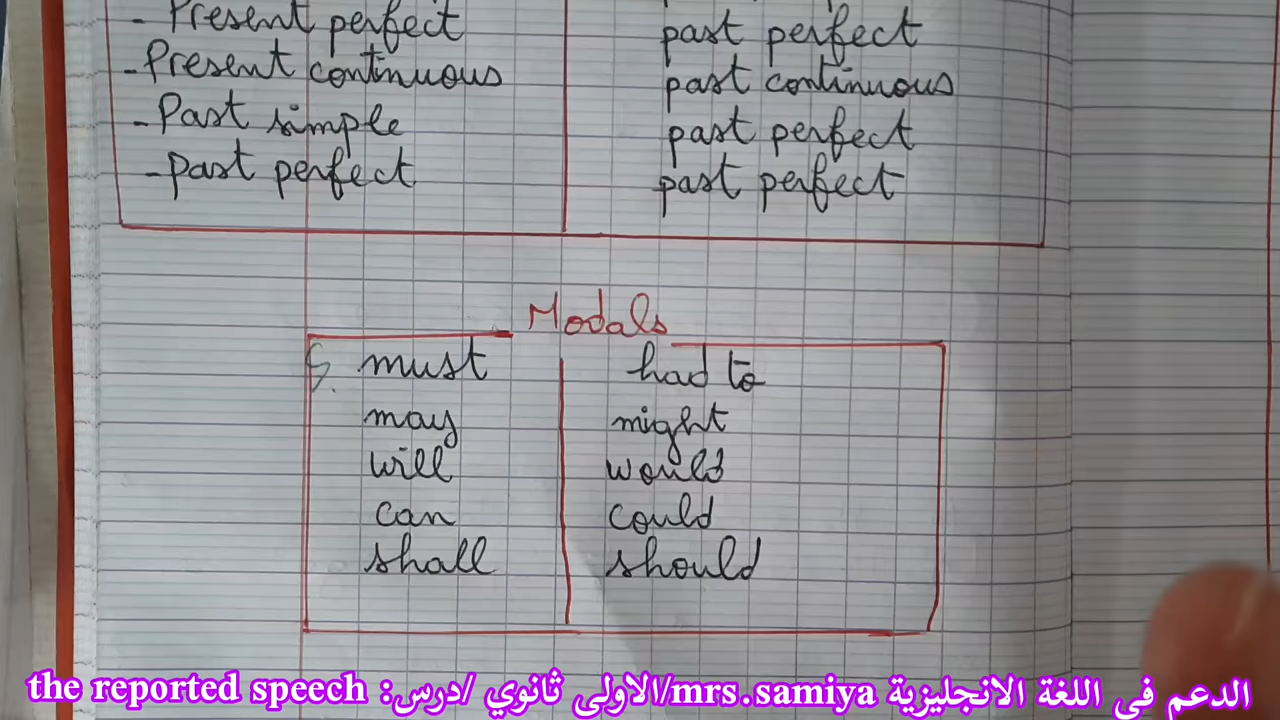 - Present perfect past perfect
- Present continuous past continuous
- Past simple past perfect
- Past perfect past perfect
Modals
must had to
may might
will would
can could
shall should
الدعم في اللغة الانجليزية mrs.samiya/الاولى ثانوي /درس: the reported speech